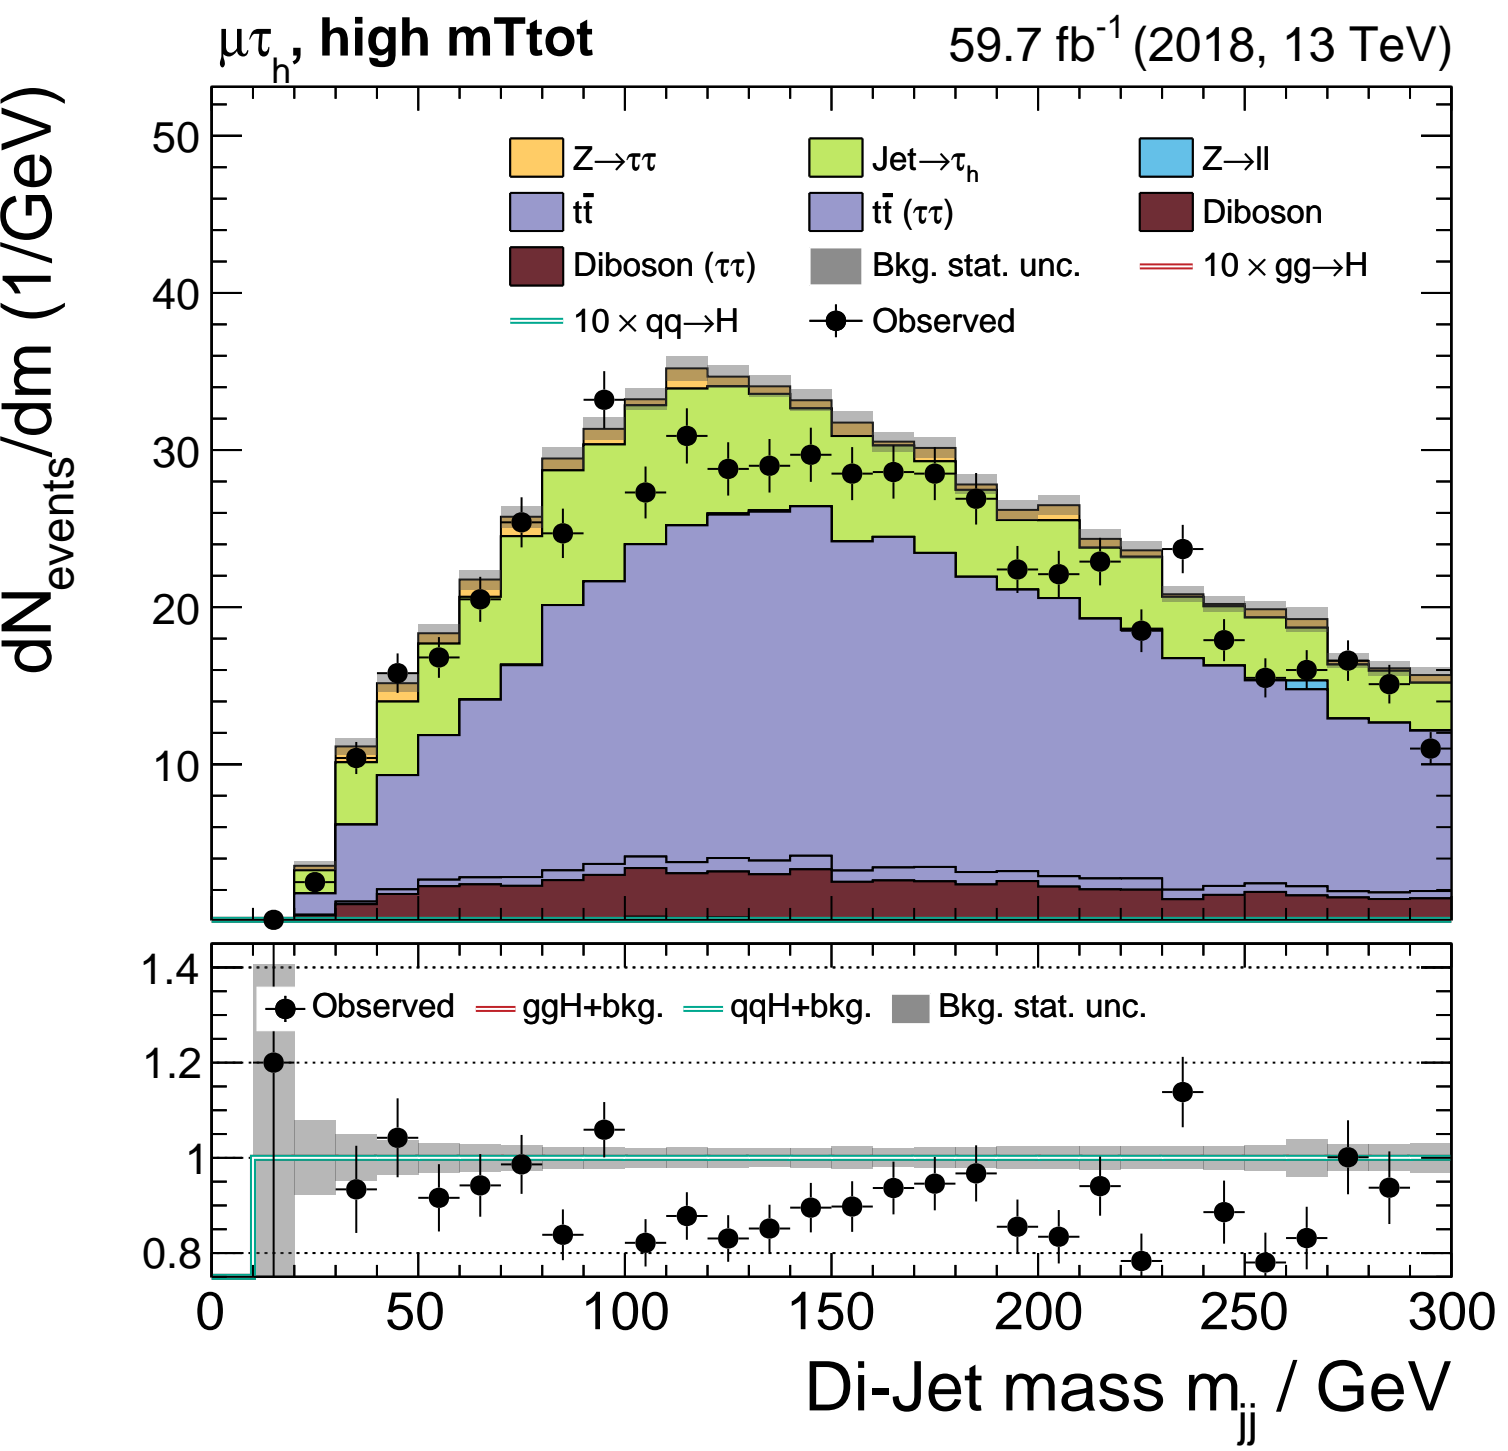 μτh, high mTtot
59.7 fb-1 (2018, 13 TeV)
dNevents/dm (1/GeV)
50
40
30
20
10
Z→ττ
Jet→τh
Z→ll
tt̄
tt̄ (ττ)
Diboson
Diboson (ττ)
Bkg. stat. unc.
10 × gg→H
10 × qq→H
Observed
1.4
1.2
1
0.8
Observed
ggH+bkg.
qqH+bkg.
Bkg. stat. unc.
0 50 100 150 200 250 300
Di-Jet mass mjj / GeV